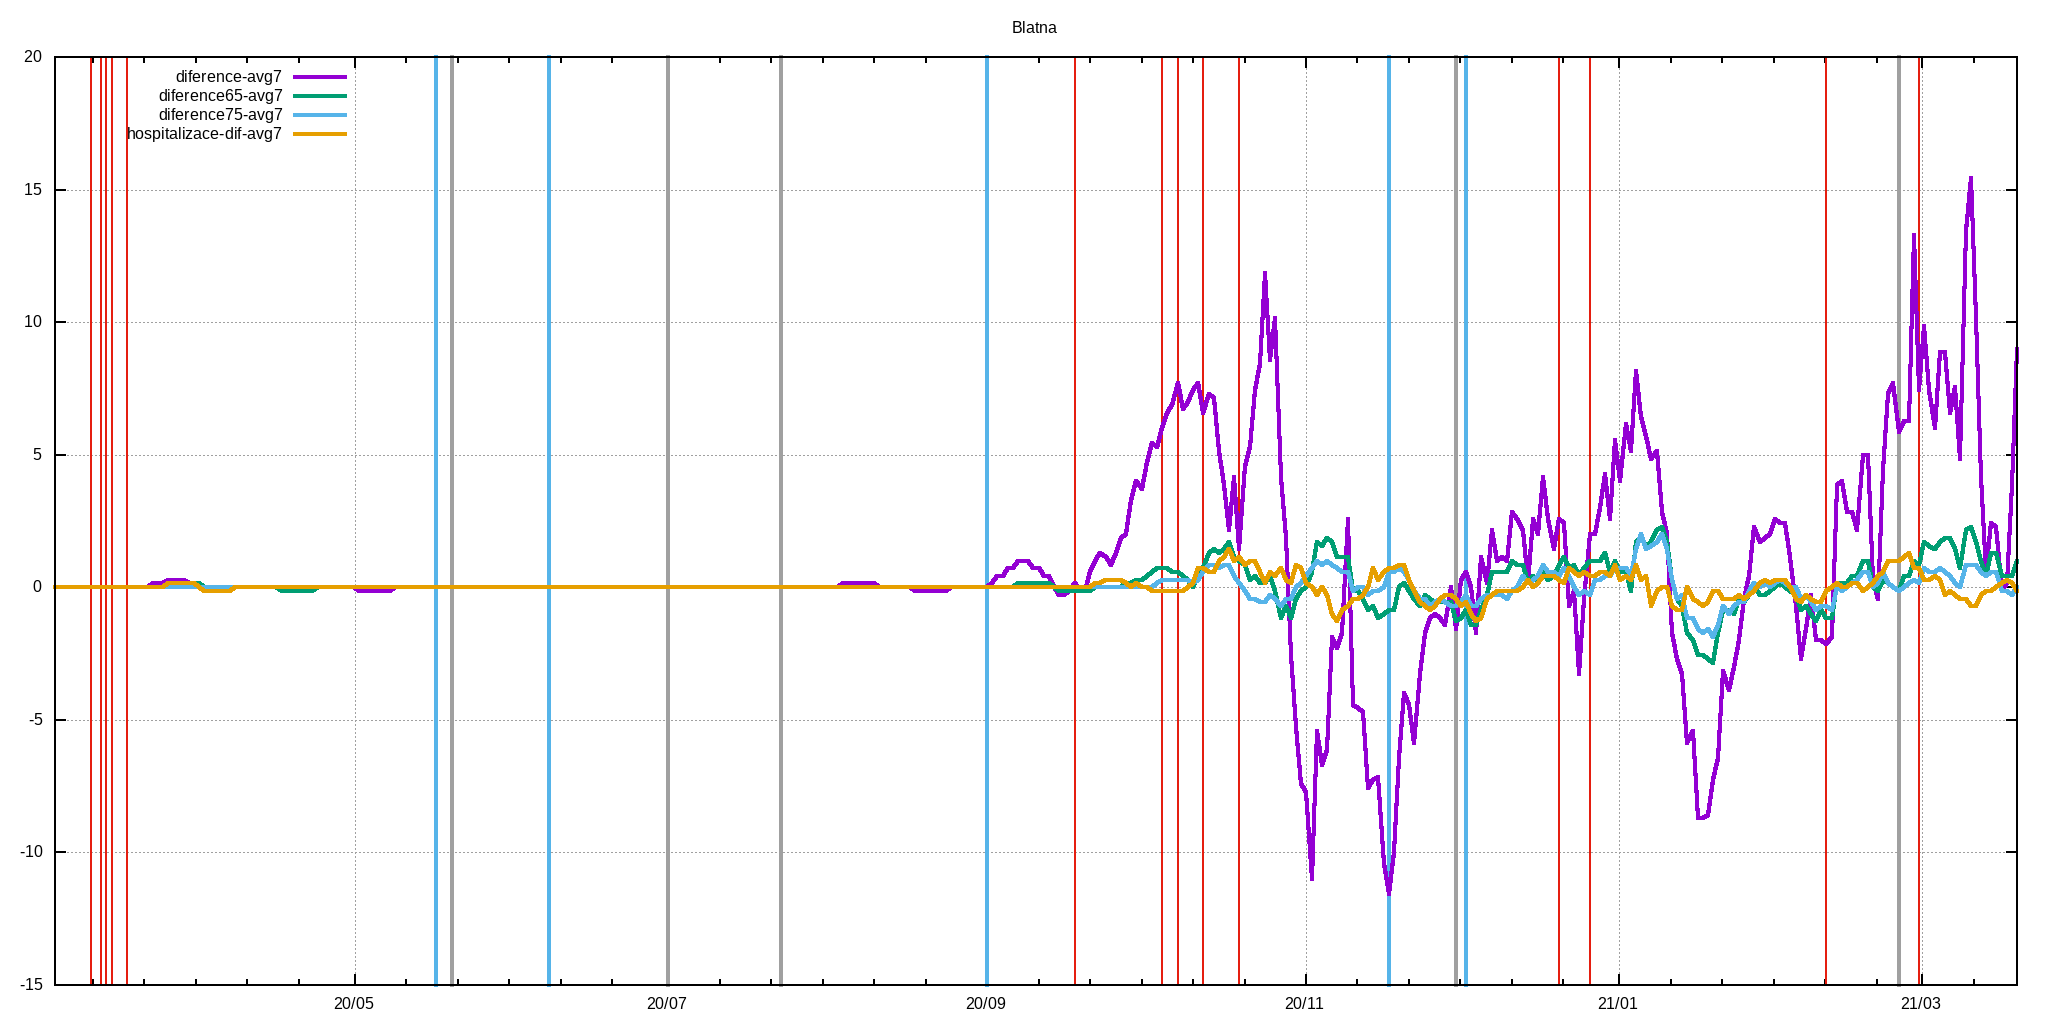 Blatna
20
15
10
5
0
-5
-10
-15
diference-avg7
diference65-avg7
diference75-avg7
hospitalizace-dif-avg7
20/05 20/07 20/09 20/11 21/01 21/03